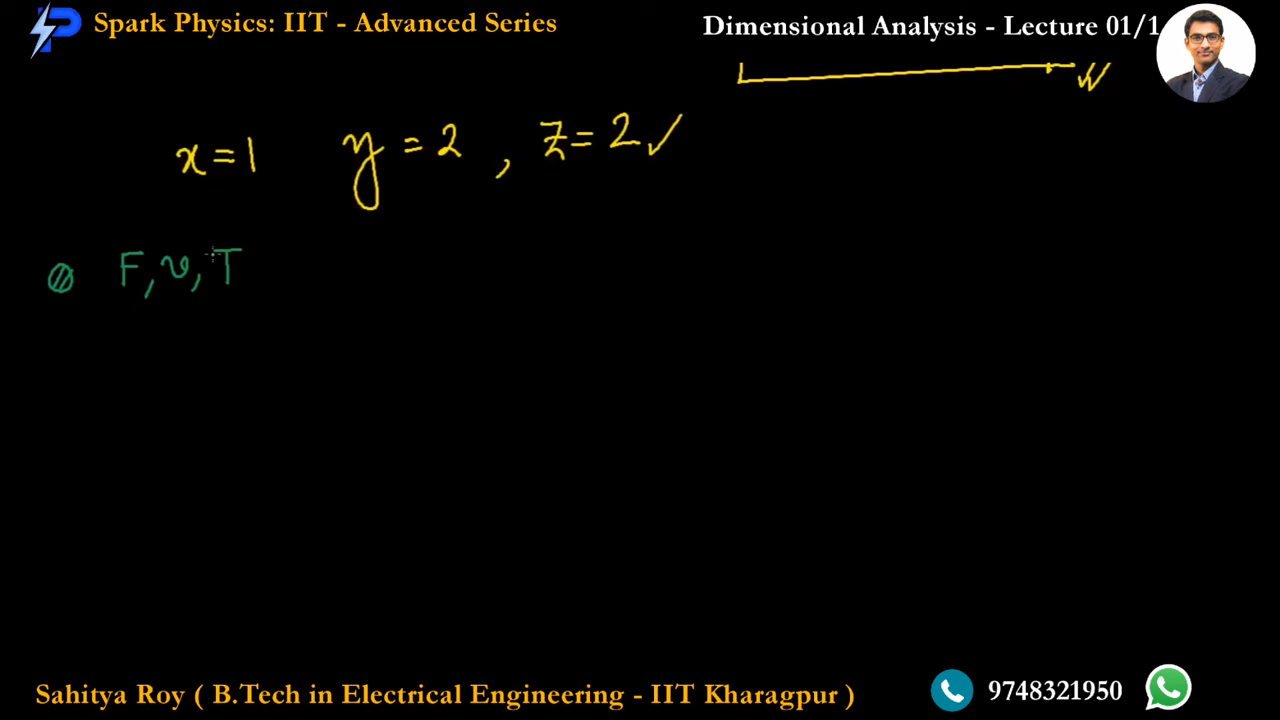 Spark Physics: IIT - Advanced Series
Dimensional Analysis - Lecture 01/1
x = 1 y = 2 , z = 2 ✓
F, v, T
Sahitya Roy ( B.Tech in Electrical Engineering - IIT Kharagpur )
9748321950